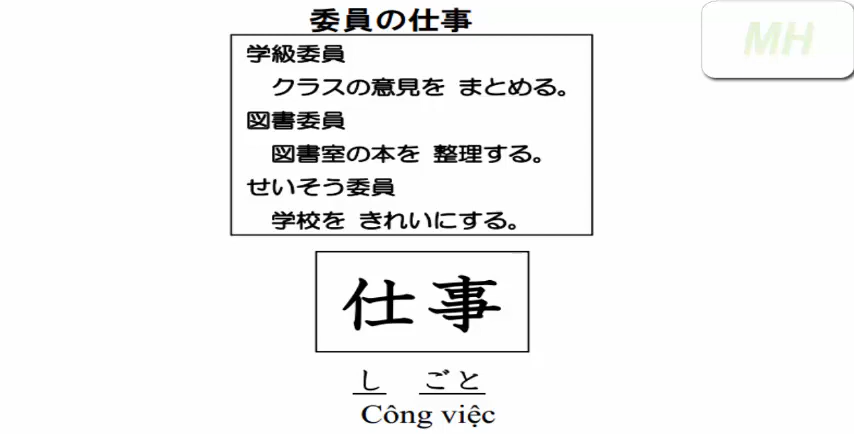 委員の仕事
MH
学級委員
クラスの意見を まとめる。
図書委員
図書室の本を 整理する。
せいそう委員
学校を きれいにする。
仕事
し ごと
Công việc